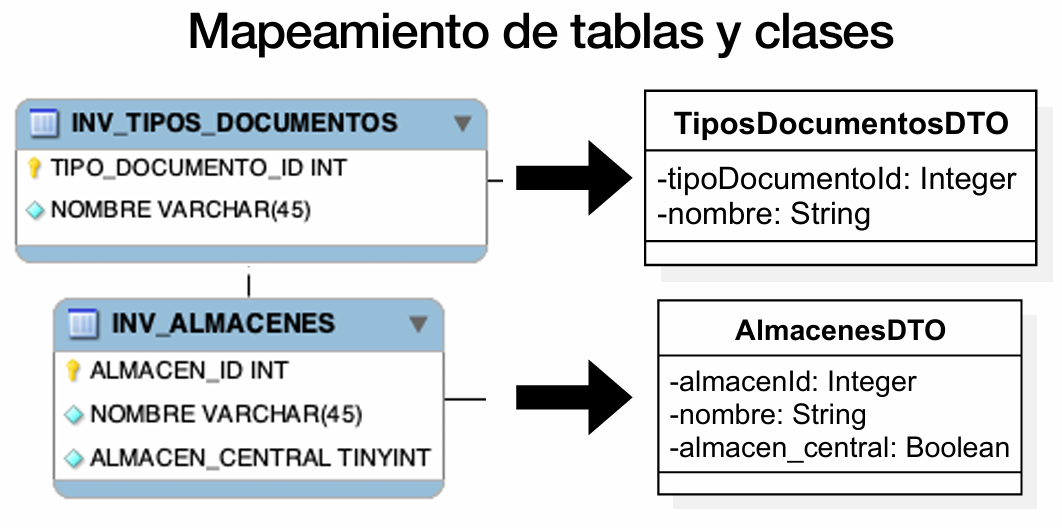 Mapeamiento de tablas y clases
INV_TIPOS_DOCUMENTOS
TIPO_DOCUMENTO_ID INT
NOMBRE VARCHAR(45)
TiposDocumentosDTO
-tipoDocumentoId: Integer
-nombre: String
INV_ALMACENES
ALMACEN_ID INT
NOMBRE VARCHAR(45)
ALMACEN_CENTRAL TINYINT
AlmacenesDTO
-almacenId: Integer
-nombre: String
-almacen_central: Boolean